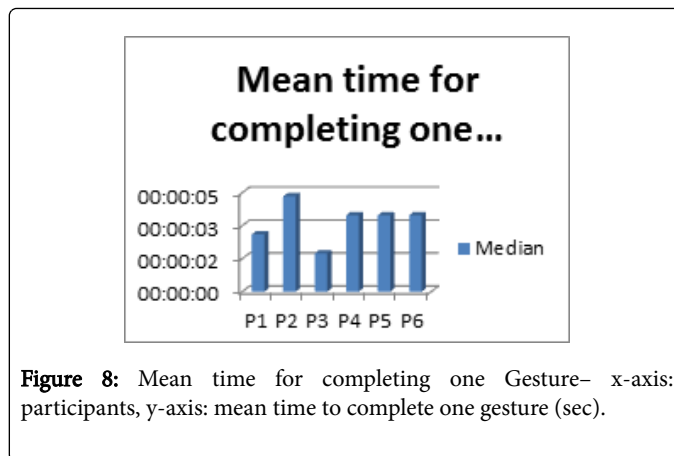 Mean time for
completing one...
00:00:05
00:00:03
00:00:02
00:00:00
P1 P2 P3 P4 P5 P6
Median
Figure 8: Mean time for completing one Gesture– x-axis:
participants, y-axis: mean time to complete one gesture (sec).